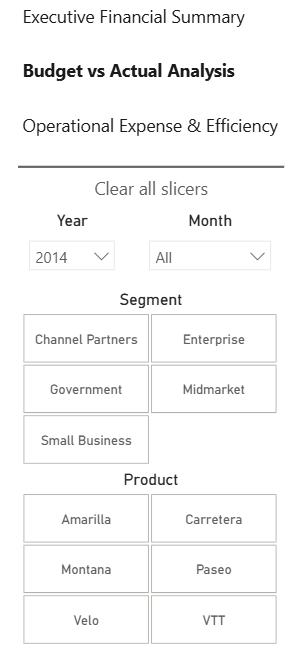 Executive Financial Summary
Budget vs Actual Analysis
Operational Expense & Efficiency
Clear all slicers
Year Month
2014 All
Segment
Channel Partners Enterprise
Government Midmarket
Small Business
Product
Amarilla Carretera
Montana Paseo
Velo VTT